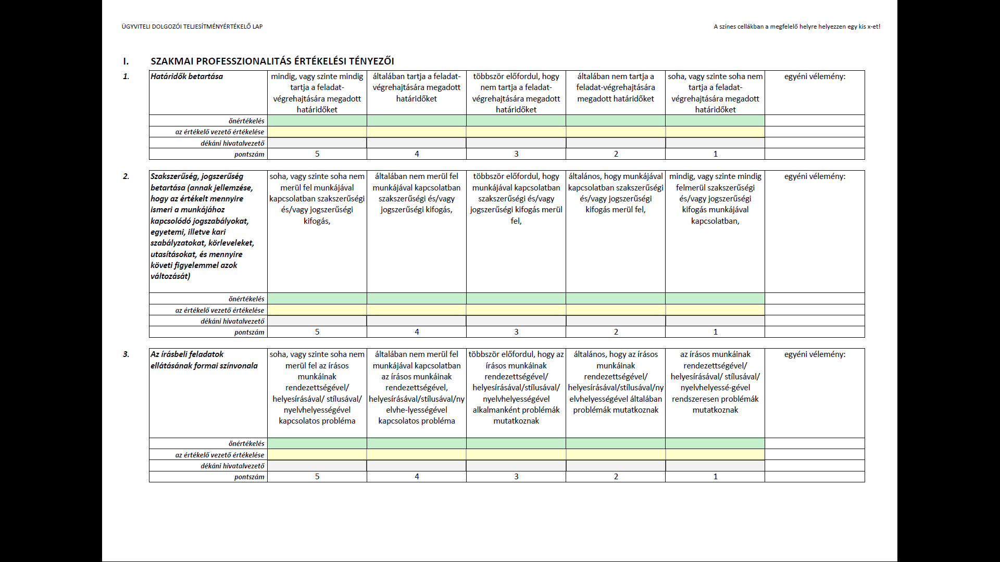 ÜGYVITELI DOLGOZÓI TELJESÍTMÉNYÉRTÉKELŐ LAP
A színes cellákban a megfelelő helyre helyezzen egy kis x-et!
I. SZAKMAI PROFESSZIONALITÁS ÉRTÉKELÉSI TÉNYEZŐI
1.
Határidők betartása
mindig, vagy szinte mindig
tartja a feladat-
végrehajtására megadott
határidőket
általában tartja a feladat-
végrehajtására megadott
határidőket
többször előfordul, hogy
nem tartja a feladat-
végrehajtására megadott
határidőket
általában nem tartja a
feladat-végrehajtására
megadott határidőket
soha, vagy szinte soha nem
tartja a feladat-
végrehajtására megadott
határidőket
egyéni vélemény:
önértékelés
az értékelő vezető értékelése
dékáni hivatalvezető
pontszám 5 4 3 2 1
2.
Szakszerűség, jogszerűség
betartása (annak jellemzése,
hogy az értékelt mennyire
ismeri a munkájához
kapcsolódó jogszabályokat,
egyetemi, illetve kari
szabályzatokat, körleveleket,
utasításokat, és mennyire
követi figyelemmel azok
változását)
soha, vagy szinte soha nem
merül fel munkájával
kapcsolatban szakszerűségi
és/vagy jogszerűségi
kifogás,
általában nem merül fel
munkájával kapcsolatban
szakszerűségi és/vagy
jogszerűségi kifogás,
többször előfordul, hogy
munkájával kapcsolatban
szakszerűségi és/vagy
jogszerűségi kifogás merül
fel,
általános, hogy munkájával
kapcsolatban szakszerűségi
és/vagy jogszerűségi
kifogás merül fel,
mindig, vagy szinte mindig
felmerül szakszerűségi
és/vagy jogszerűségi
kifogás munkájával
kapcsolatban,
egyéni vélemény:
önértékelés
az értékelő vezető értékelése
dékáni hivatalvezető
pontszám 5 4 3 2 1
3.
Az írásbeli feladatok
ellátásának formai színvonala
soha, vagy szinte soha nem
merül fel az írásos
munkáinak
rendezettségével/
helyesírásával/ stílusával/
nyelvhelyességével
kapcsolatos probléma
általában nem merül fel
munkájával kapcsolatban
az írásos munkáinak
rendezettségével,
helyesírásával/stílusával/ny
elvhe-lyességével
kapcsolatos probléma
többször előfordul, hogy az
írásos munkáinak
rendezettségével/
helyesírásával/stílusával/
nyelvhelyességével
alkalmanként problémák
mutatkoznak
általános, hogy az írásos
munkáinak
rendezettségével/
helyesírásával/stílusával/ny
elvhelyességével általában
problémák mutatkoznak
az írásos munkáinak
rendezettségével/
helyesírásával/ stílusával/
nyelvhelyessé-gével
rendszeresen problémák
mutatkoznak
egyéni vélemény:
önértékelés
az értékelő vezető értékelése
dékáni hivatalvezető
pontszám 5 4 3 2 1